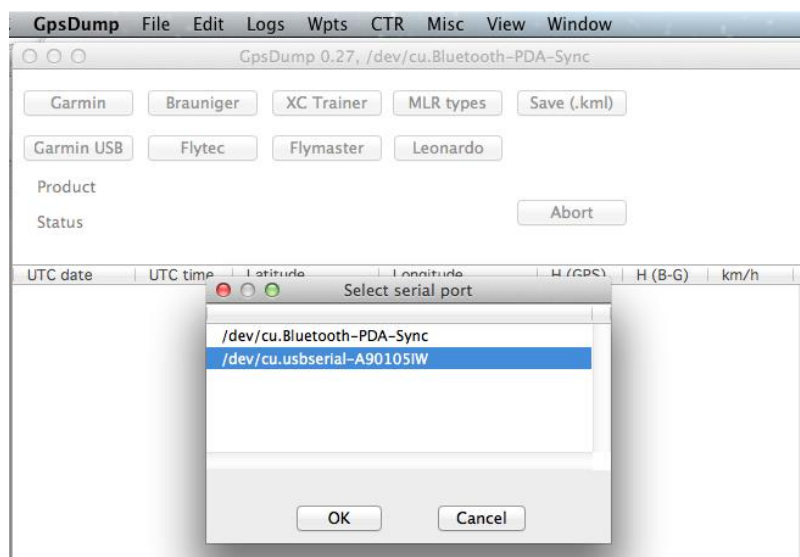 GpsDump File Edit Logs Wpts CTR Misc View Window
GpsDump 0.27, /dev/cu.Bluetooth-PDA-Sync
Garmin Brauniger XC Trainer MLR types Save (.kml)
Garmin USB Flytec Flymaster Leonardo
Product
Status Abort
UTC date UTC time Latitude Longitude H (GPS) H (B-G) km/h
Select serial port
/dev/cu.Bluetooth-PDA-Sync
/dev/cu.usbserial-A90105IW
OK Cancel